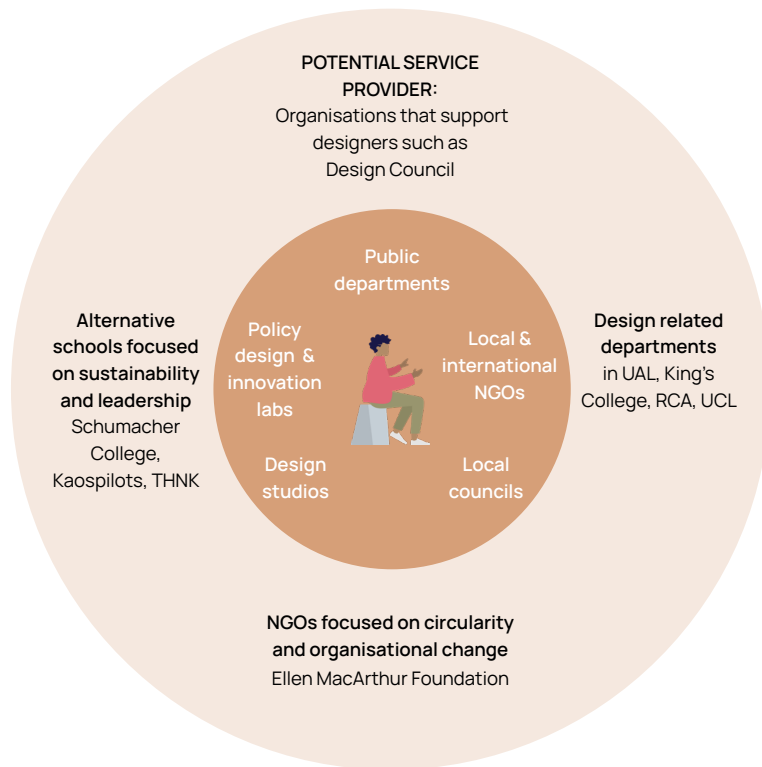 POTENTIAL SERVICE
PROVIDER:
Organisations that support
designers such as
Design Council
Public
departments
Policy
design &
innovation
labs
Local &
international
NGOs
Design
studios
Local
councils
Alternative
schools focused
on sustainability
and leadership
Schumacher
College,
Kaospilots, THNK
Design related
departments
in UAL, King's
College, RCA, UCL
NGOs focused on circularity
and organisational change
Ellen MacArthur Foundation